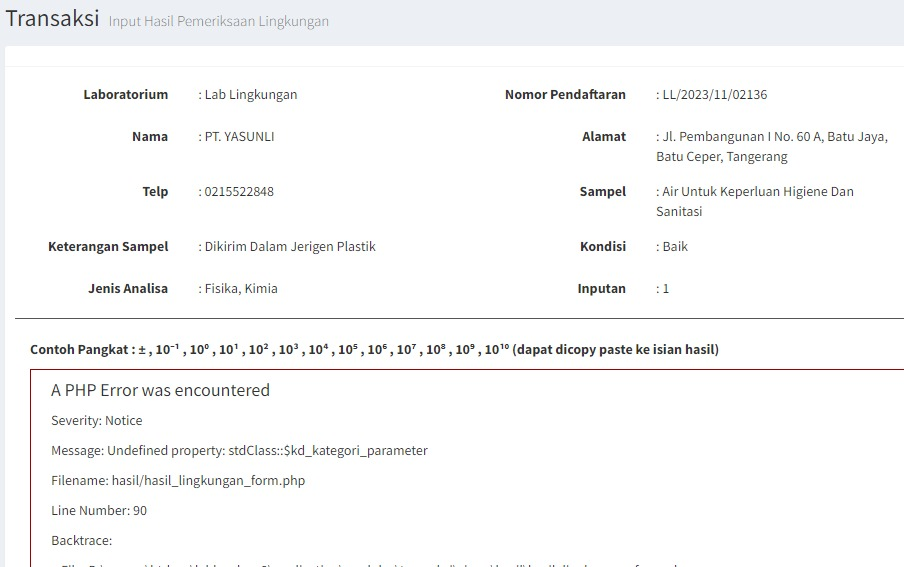 Transaksi Input Hasil Pemeriksaan Lingkungan
Laboratorium : Lab Lingkungan Nomor Pendaftaran : LL/2023/11/02136
Nama : PT. YASUNLI Alamat : Jl. Pembangunan I No. 60 A, Batu Jaya,
Batu Ceper, Tangerang
Telp : 0215522848 Sampel : Air Untuk Keperluan Higiene Dan
Sanitasi
Keterangan Sampel : Dikirim Dalam Jerigen Plastik Kondisi : Baik
Jenis Analisa : Fisika, Kimia Inputan : 1
Contoh Pangkat : ± , 10⁻¹ , 10⁰ , 10¹ , 10² , 10³ , 10⁴ , 10⁵ , 10⁶ , 10⁷ , 10⁸ , 10⁹ , 10¹⁰ (dapat dicopy paste ke isian hasil)
A PHP Error was encountered
Severity: Notice
Message: Undefined property: stdClass::$kd_kategori_parameter
Filename: hasil/hasil_lingkungan_form.php
Line Number: 90
Backtrace: